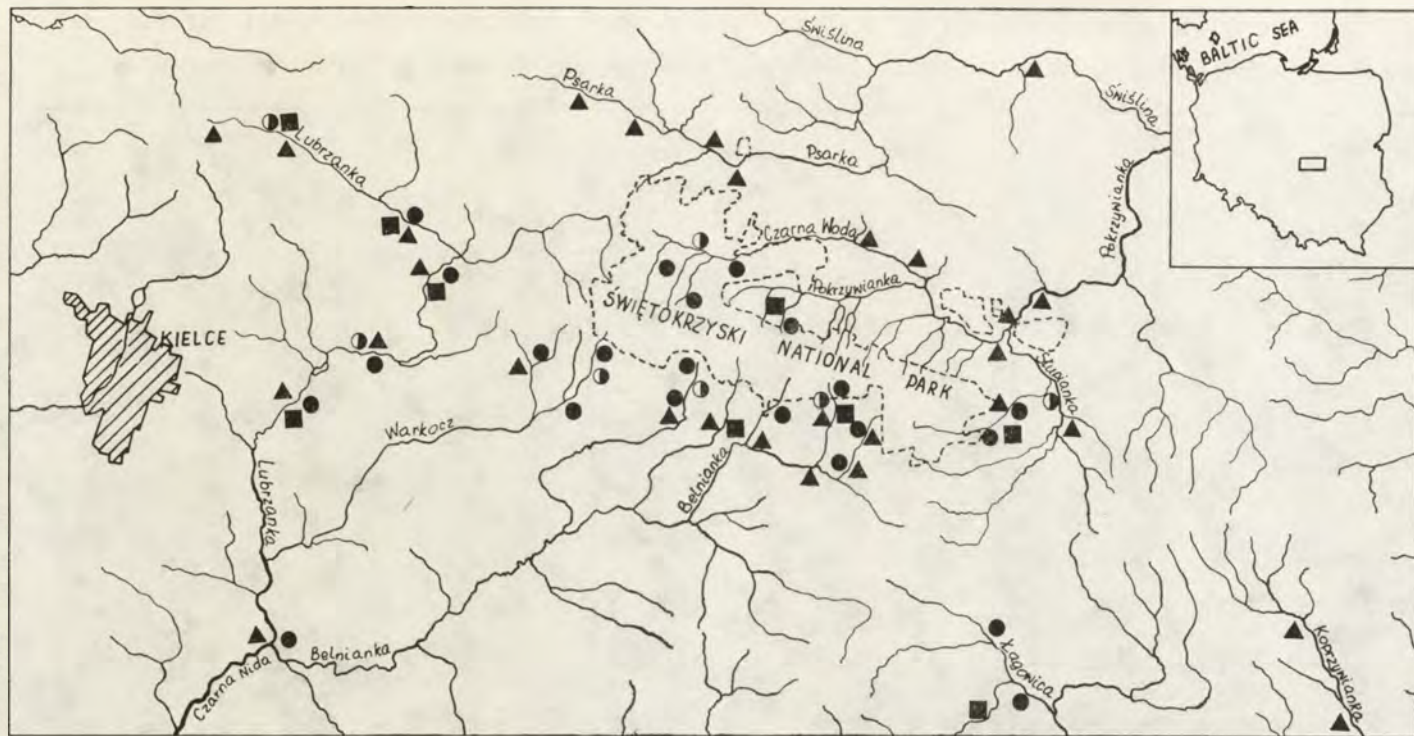 BALTIC SEA
Świślina
Psarka
Świślina
Lubrzanka
Psarka
Pokrzywianka
Czarna Woda
Pokrzywianka
KIELCE
ŚWIĘTOKRZYSKI NATIONAL PARK
Słupianka
Warkocz
Lubrzanka
Belnianka
Belnianka
Czarna Nida
Łagowica
Koprzywianka